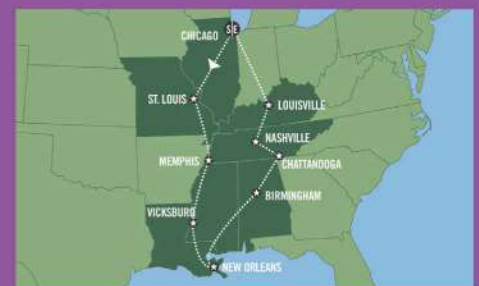 S E
CHICAGO
ST. LOUIS
LOUISVILLE
NASHVILLE
MEMPHIS
CHATTANOOGA
BIRMINGHAM
VICKSBURG
NEW ORLEANS